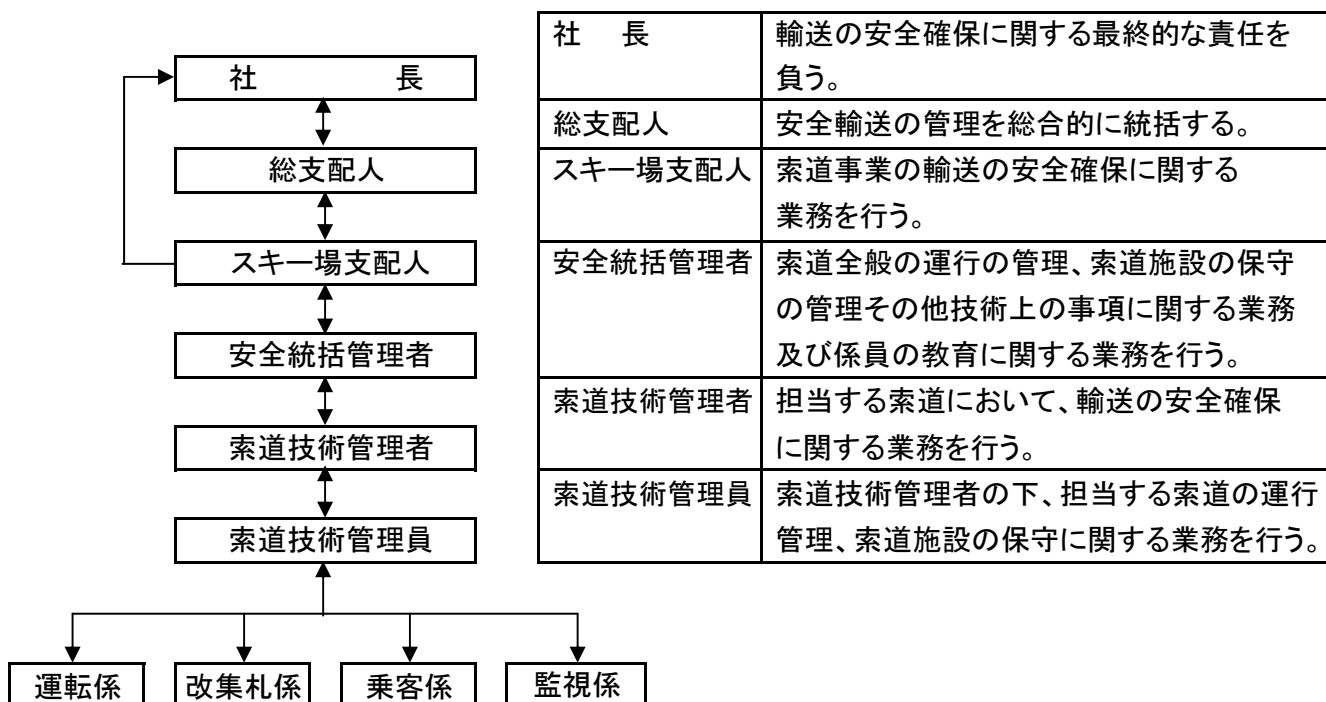 社 長
総支配人
スキー場支配人
安全統括管理者
索道技術管理者
索道技術管理員
運転係 改集札係 乗客係 監視係
社 長 輸送の安全確保に関する最終的な責任を
負う。
総支配人 安全輸送の管理を総合的に統括する。
スキー場支配人 索道事業の輸送の安全確保に関する
業務を行う。
安全統括管理者 索道全般の運行の管理、索道施設の保守
の管理その他技術上の事項に関する業務
及び係員の教育に関する業務を行う。
索道技術管理者 担当する索道において、輸送の安全確保
に関する業務を行う。
索道技術管理員 索道技術管理者の下、担当する索道の運行
管理、索道施設の保守に関する業務を行う。